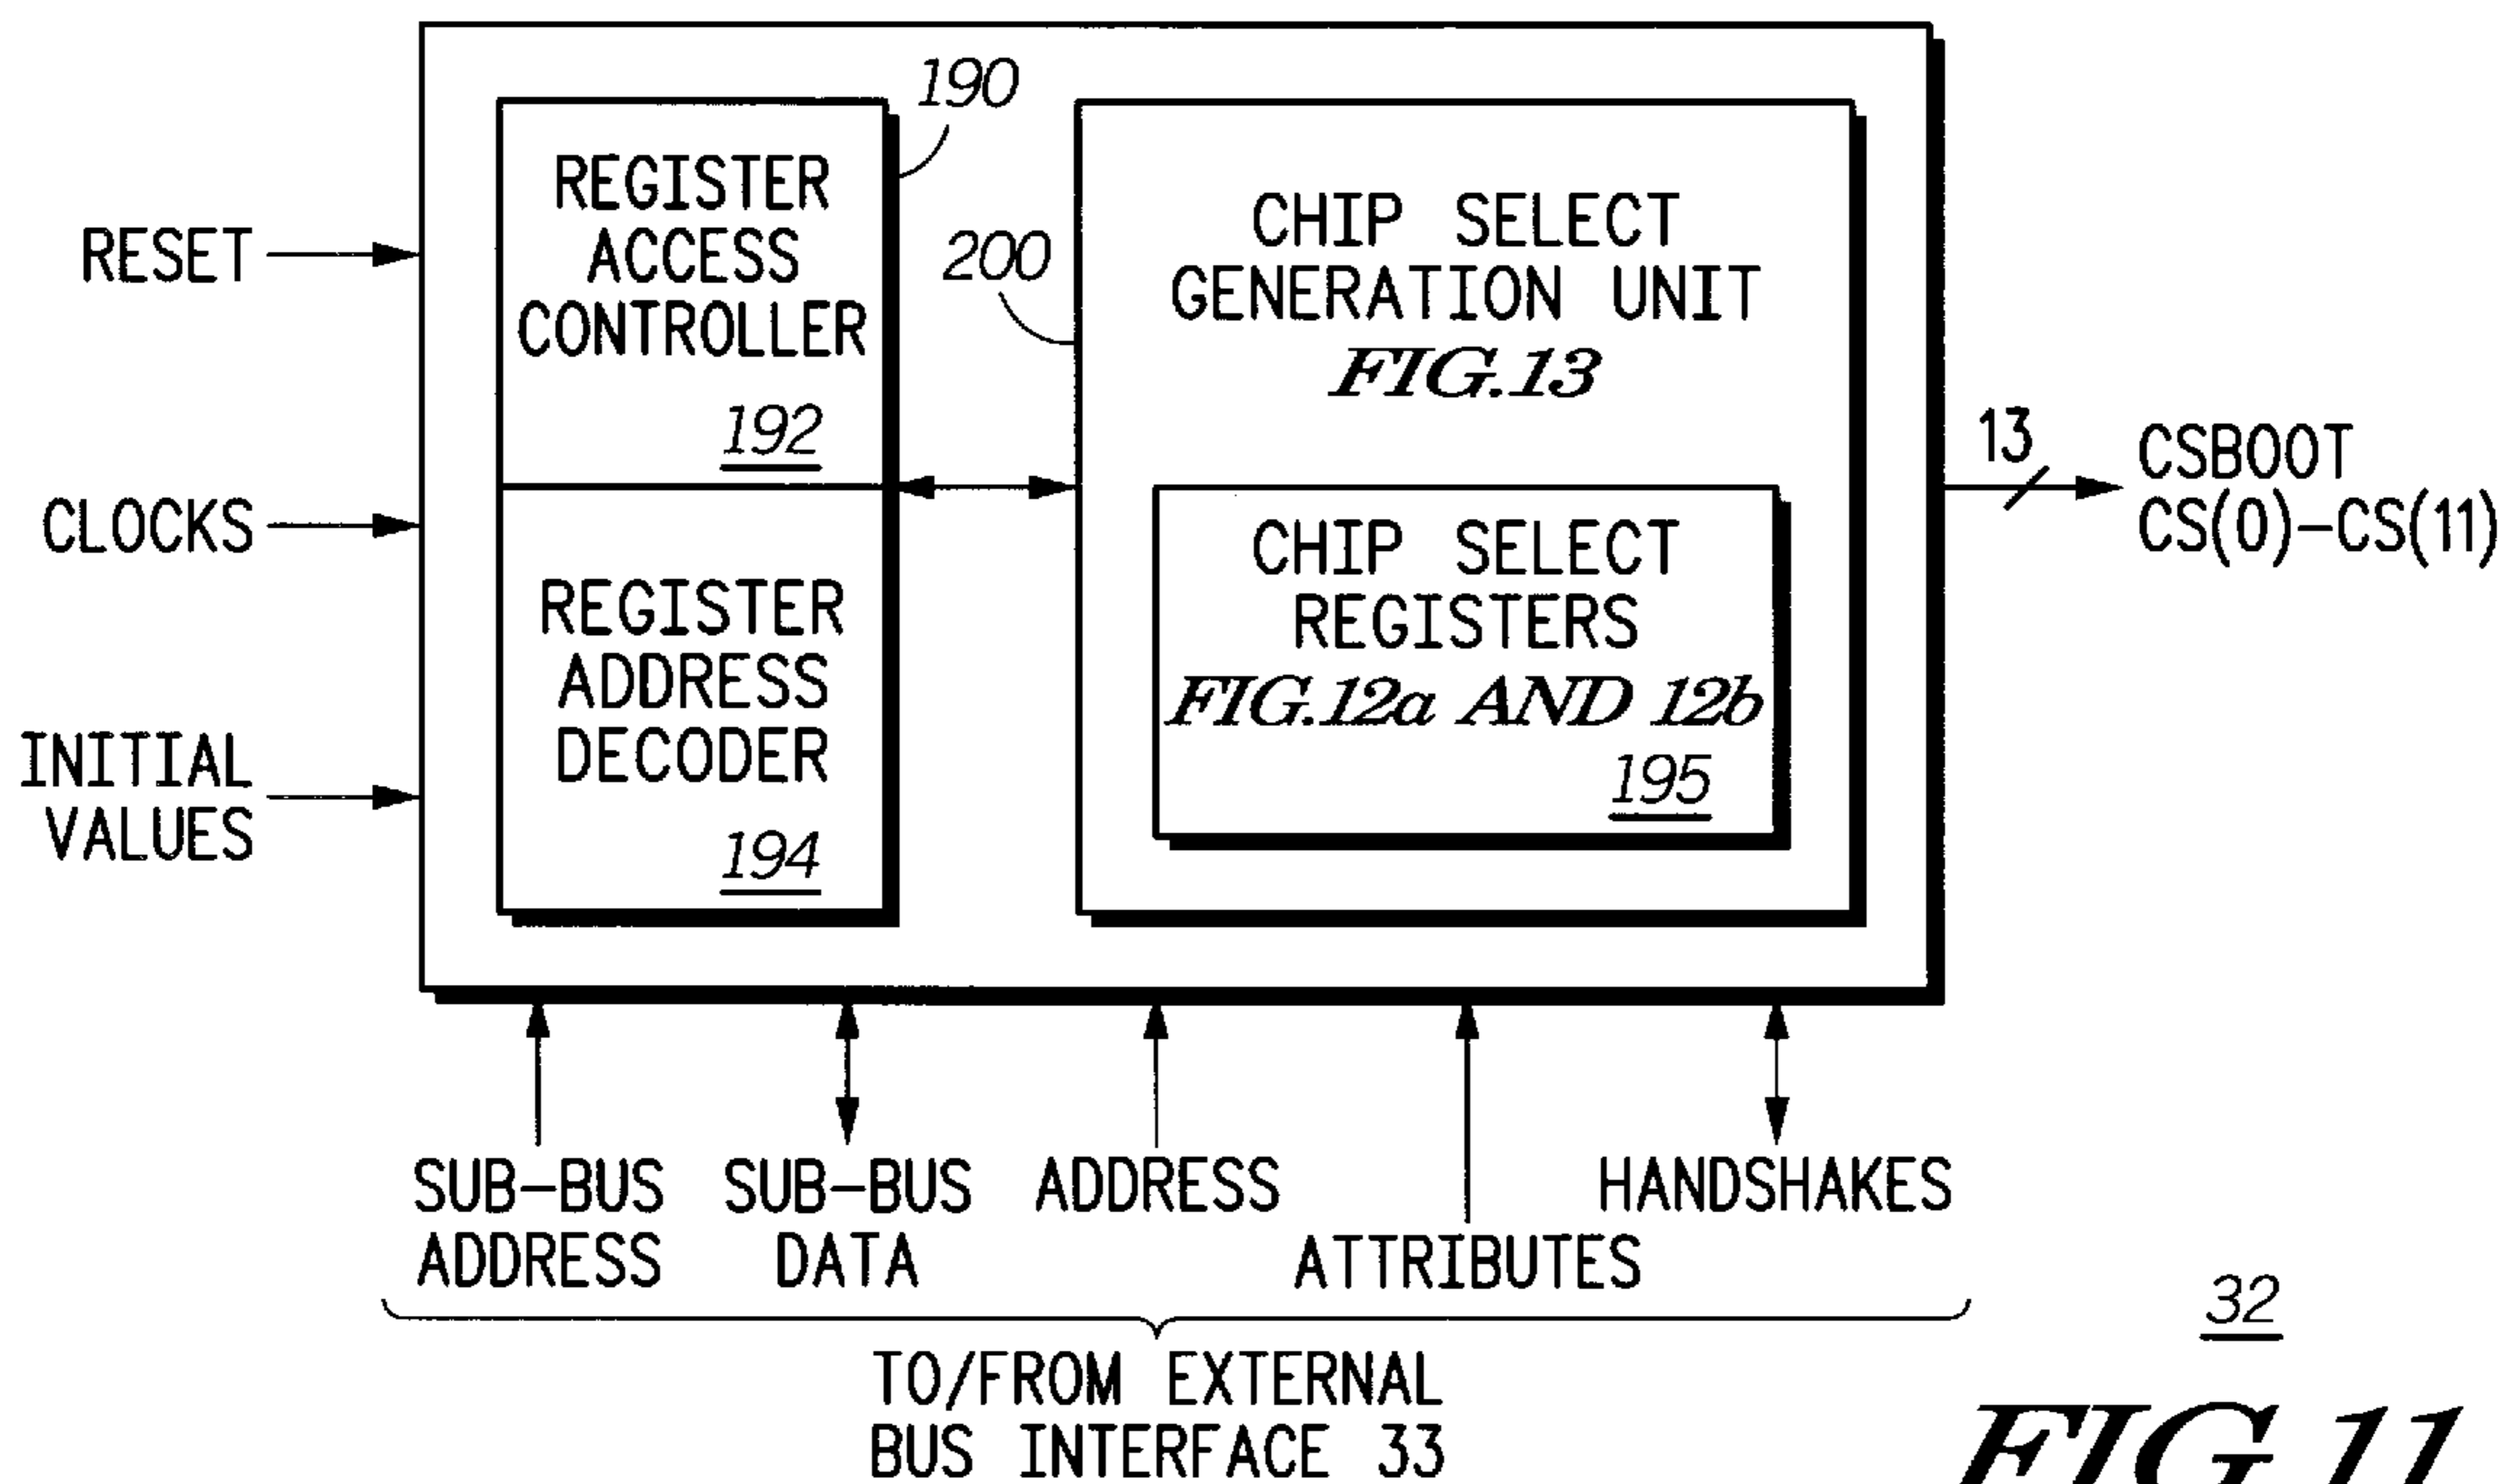 190
REGISTER
ACCESS
CONTROLLER
192
REGISTER
ADDRESS
DECODER
194
200
CHIP SELECT
GENERATION UNIT
FIG.13
CHIP SELECT
REGISTERS
FIG.12a AND 12b
195
RESET
CLOCKS
INITIAL
VALUES
13
CSBOOT
CS(0)-CS(11)
SUB-BUS
ADDRESS
SUB-BUS
DATA
ADDRESS
ATTRIBUTES
HANDSHAKES
TO/FROM EXTERNAL
BUS INTERFACE 33
32
FIG.11